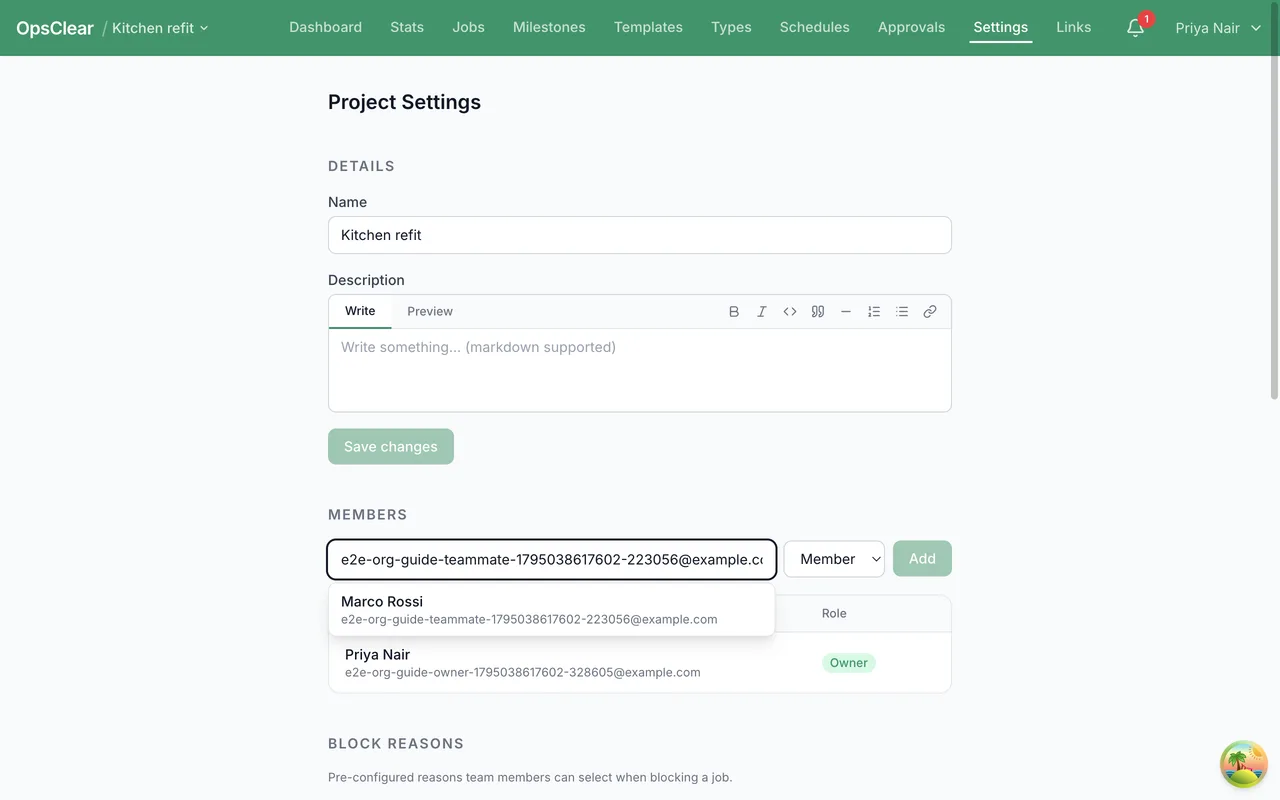 OpsClear / Kitchen refit Dashboard Stats Jobs Milestones Templates Types Schedules Approvals Settings Links 1 Priya Nair
Project Settings
DETAILS
Name
Kitchen refit
Description
Write Preview
Write something... (markdown supported)
Save changes
MEMBERS
e2e-org-guide-teammate-1795038617602-223056@example.co Member Add
Marco Rossi
e2e-org-guide-teammate-1795038617602-223056@example.com
Role
Priya Nair
e2e-org-guide-owner-1795038617602-328605@example.com
Owner
BLOCK REASONS
Pre-configured reasons team members can select when blocking a job.